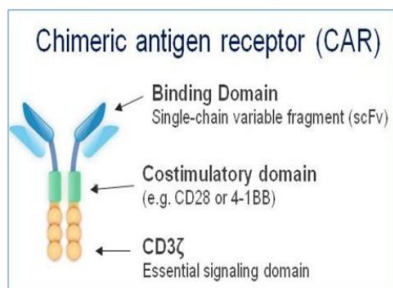 Chimeric antigen receptor (CAR)
Binding Domain
Single-chain variable fragment (scFv)
Costimulatory domain
(e.g. CD28 or 4-1BB)
CD3ζ
Essential signaling domain